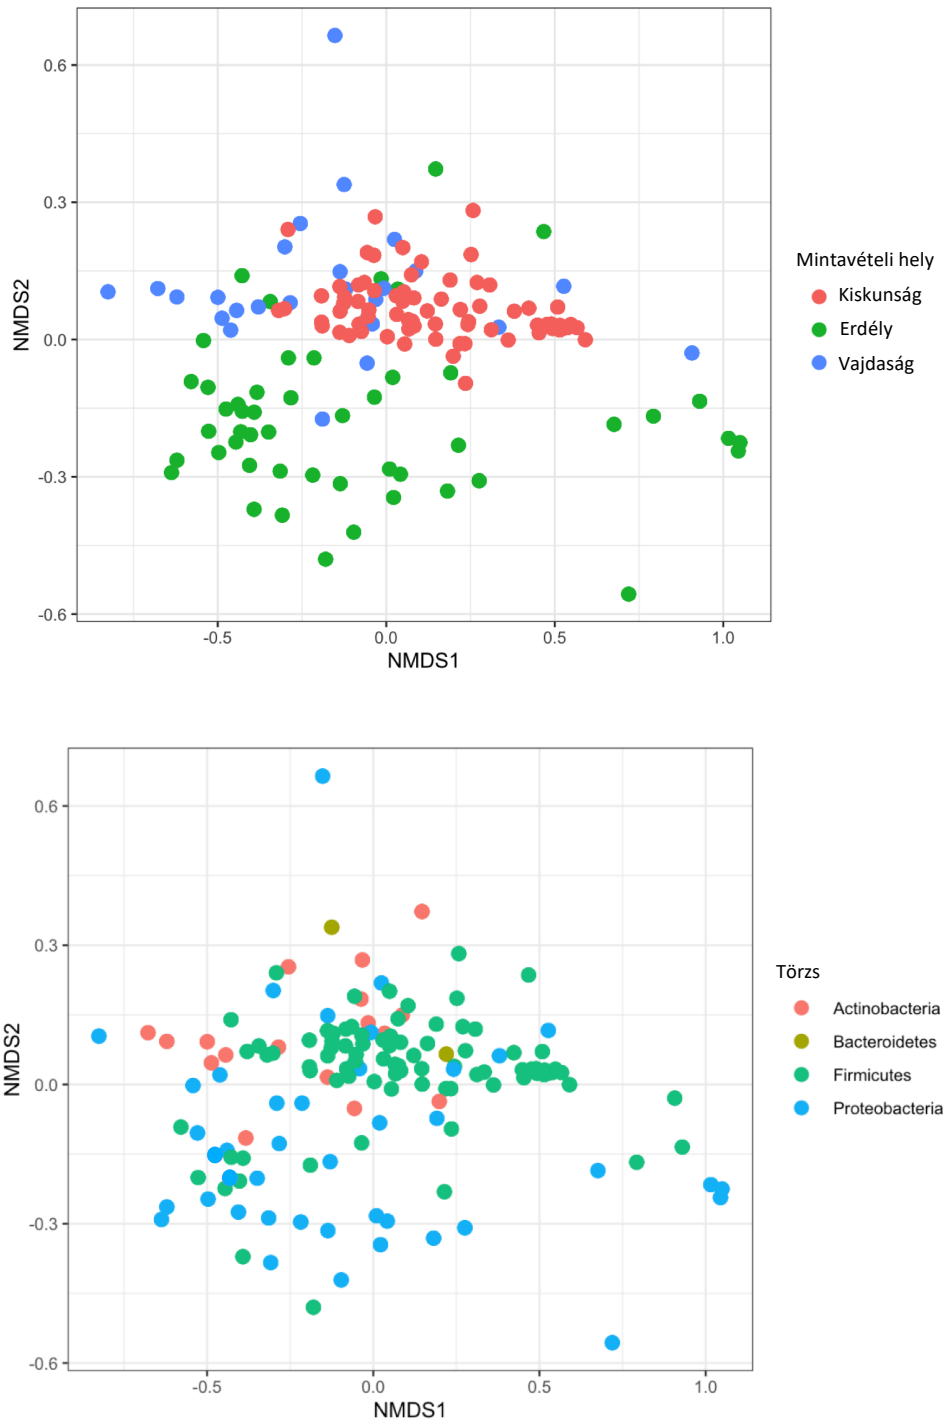 0.6
0.3
0.0
-0.3
-0.6
NMDS2
-0.5
0.0
0.5
1.0
NMDS1
Mintavételi hely
Kiskunság
Erdély
Vajdaság
0.6
0.3
0.0
-0.3
-0.6
NMDS2
-0.5
0.0
0.5
1.0
NMDS1
Törzs
Actinobacteria
Bacteroidetes
Firmicutes
Proteobacteria